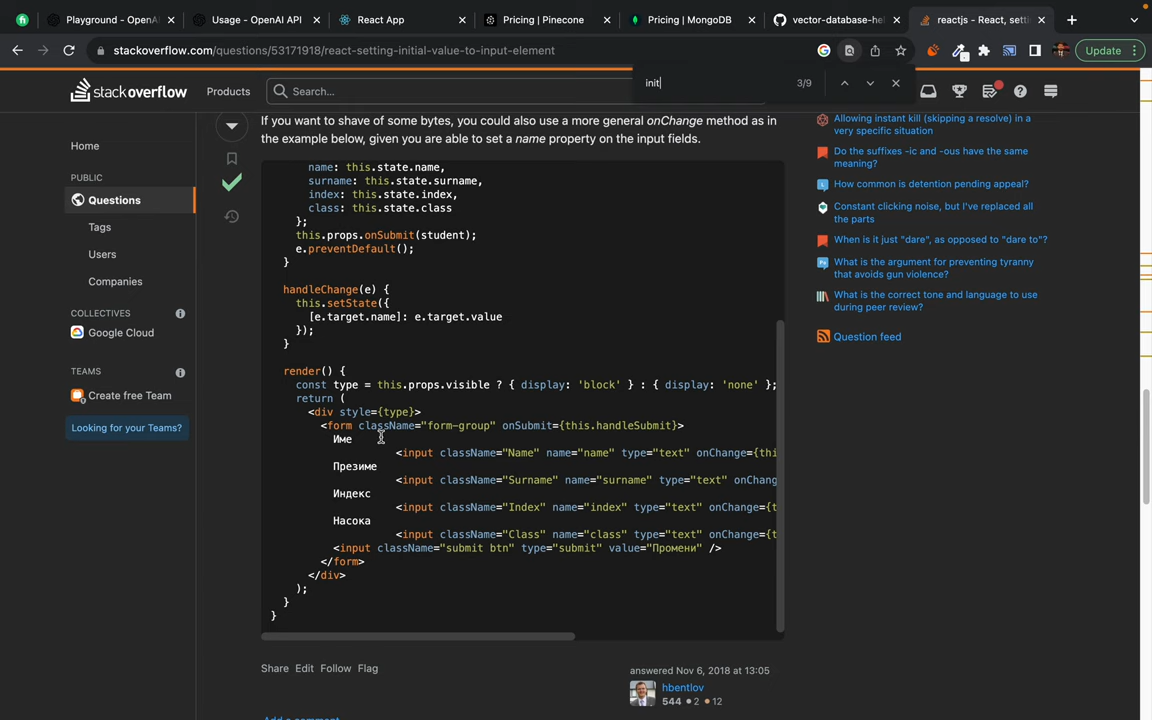 Playground - OpenA
Usage - OpenAI API
React App
Pricing | Pinecone
Pricing | MongoDB
vector-database-he
reactjs - React, setti
stackoverflow.com/questions/53171918/react-setting-initial-value-to-input-element
Update
init
3/9
stackoverflow
Products
Search...
Home
PUBLIC
Questions
Tags
Users
Companies
COLLECTIVES
Google Cloud
TEAMS
Create free Team
Looking for your Teams?
If you want to shave of some bytes, you could also use a more general onChange method as in
the example below, given you are able to set a name property on the input fields.
name: this.state.name,
surname: this.state.surname,
index: this.state.index,
class: this.state.class
};
this.props.onSubmit(student);
e.preventDefault();
}
handleChange(e) {
this.setState({
[e.target.name]: e.target.value
});
}
render() {
const type = this.props.visible ? { display: 'block' } : { display: 'none' };
return (
<div style={type}>
<form className="form-group" onSubmit={this.handleSubmit}>
Име
<input className="Name" name="name" type="text" onChange={thi
Презиме
<input className="Surname" name="surname" type="text" onChang
Индекс
<input className="Index" name="index" type="text" onChange={t
Насока
<input className="Class" name="class" type="text" onChange={t
<input className="submit btn" type="submit" value="Промени" />
</form>
</div>
);
}
}
Share Edit Follow Flag
answered Nov 6, 2018 at 13:05
hbentlov
544 2 12
Allowing instant kill (skipping a resolve) in a
very specific situation
Do the suffixes -ic and -ous have the same
meaning?
How common is detention pending appeal?
Constant clicking noise, but I've replaced all
the parts
When is it just "dare", as opposed to "dare to"?
What is the argument for preventing tyranny
that avoids gun violence?
What is the correct tone and language to use
during peer review?
Question feed